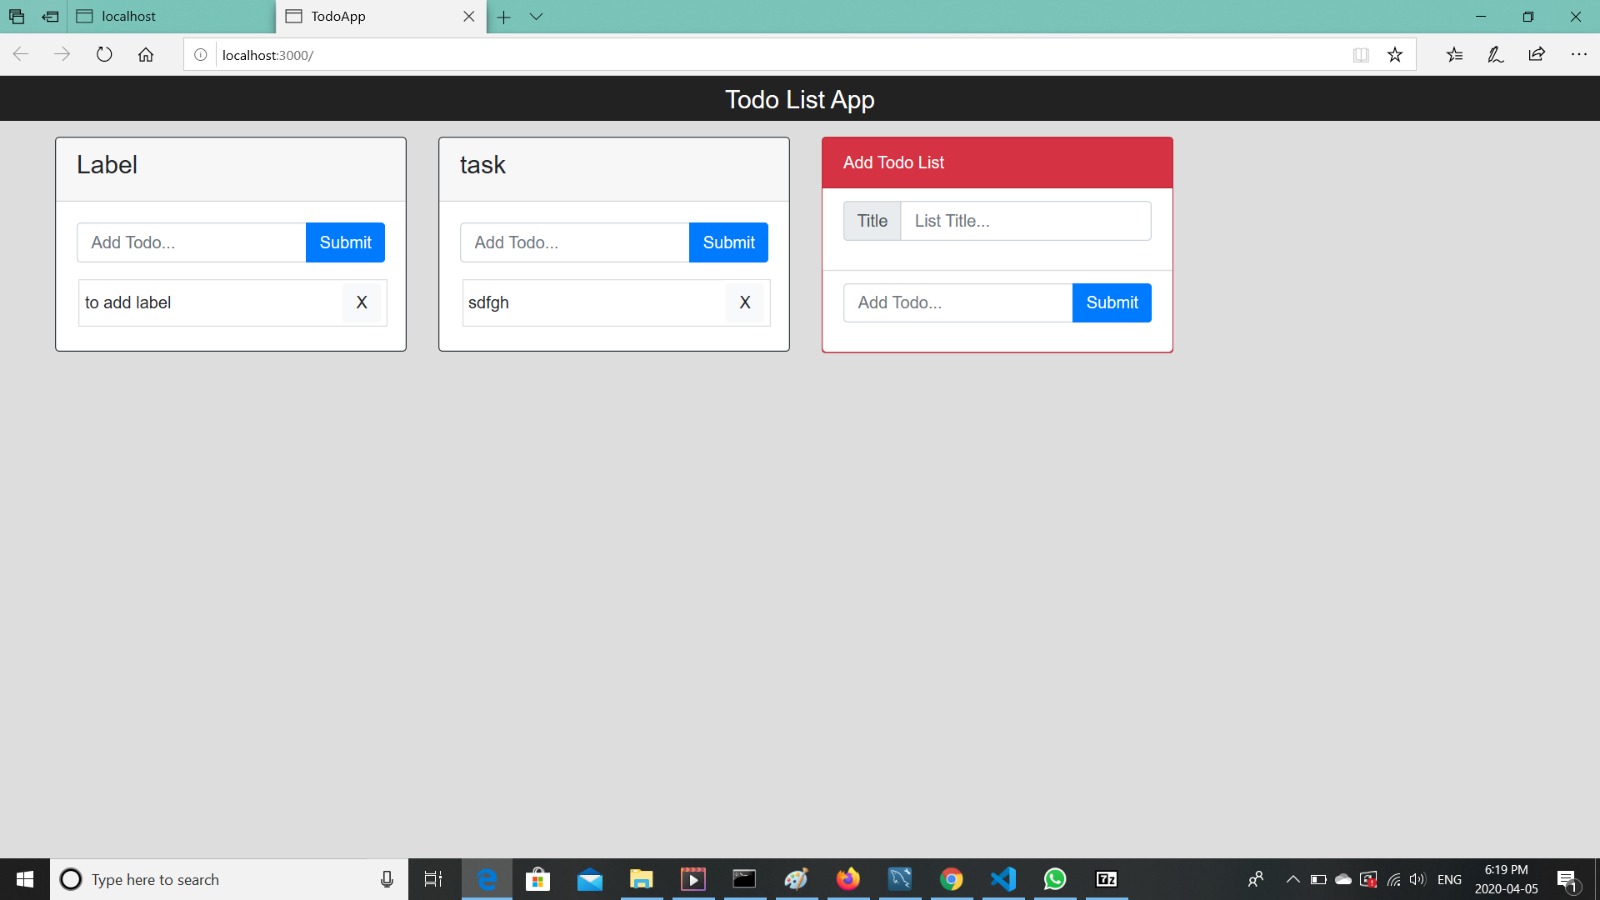 localhost
TodoApp
localhost:3000/
Todo List App
Label
Add Todo...
Submit
to add label
X
task
Add Todo...
Submit
sdfgh
X
Add Todo List
Title
List Title...
Add Todo...
Submit
Type here to search
7z
ENG
6:19 PM
2020-04-05
1